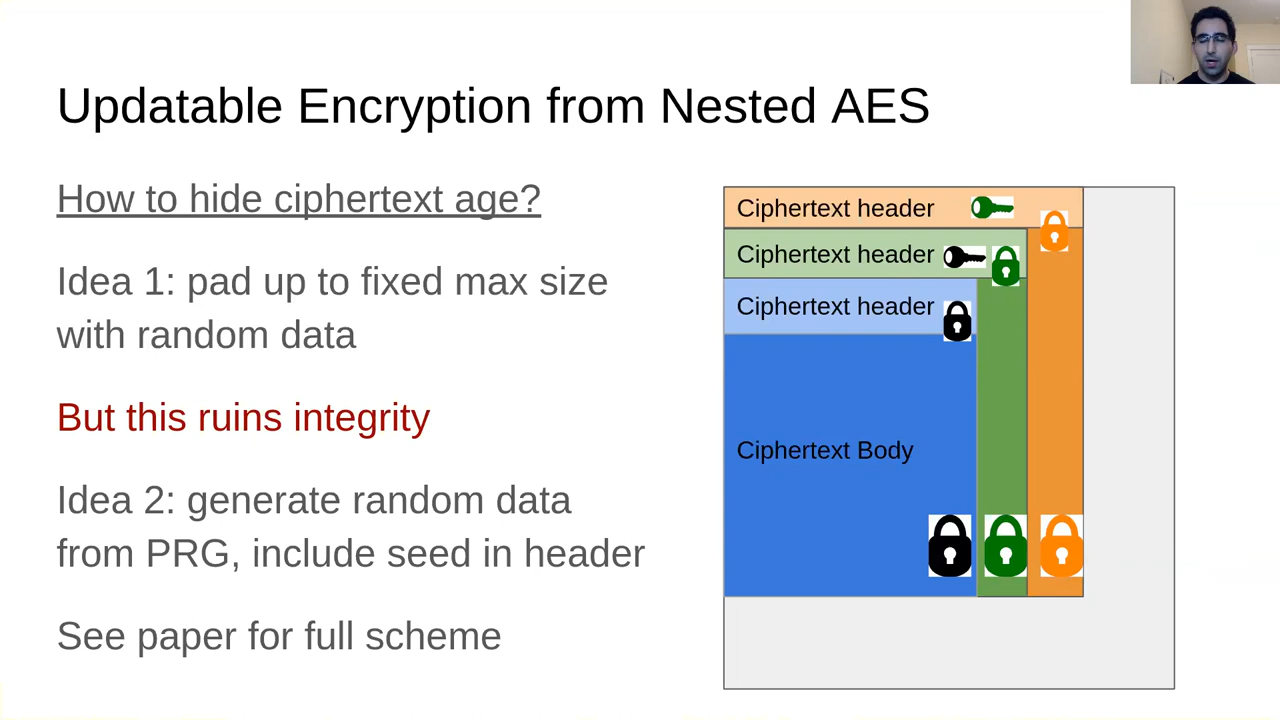 Updatable Encryption from Nested AES
How to hide ciphertext age?
Idea 1: pad up to fixed max size
with random data
But this ruins integrity
Idea 2: generate random data
from PRG, include seed in header
See paper for full scheme
Ciphertext header
Ciphertext header
Ciphertext header
Ciphertext Body